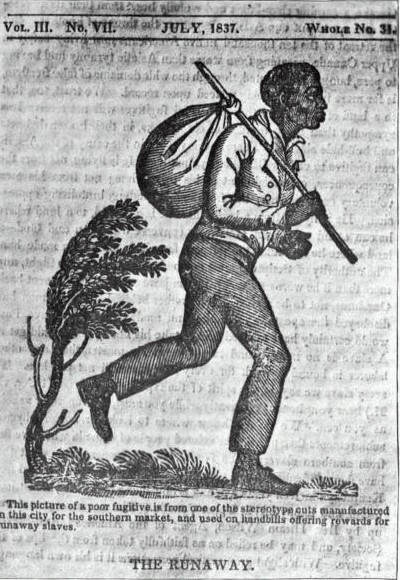 Vol. III. No. VII. JULY, 1837. Whole No. 31.
This picture of a poor fugitive is from one of the stereotype cuts manufactured
n this city for the southern market, and used on handbills offering rewards for
unaway slaves.
THE RUNAWAY.